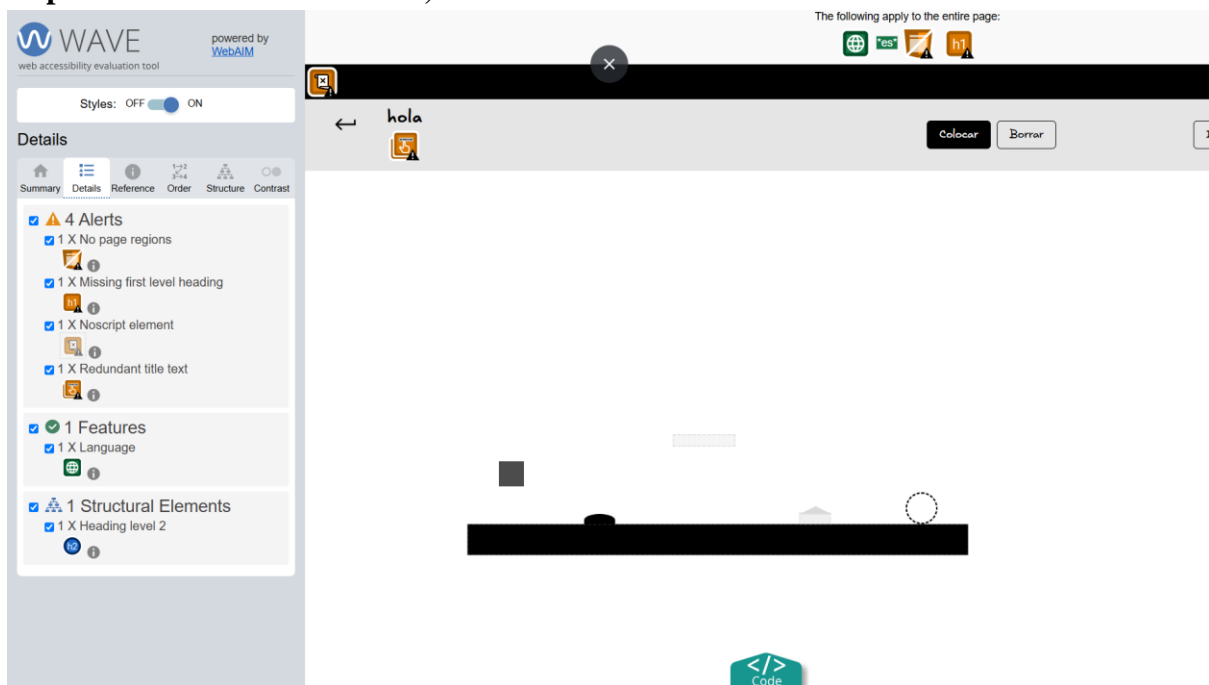 WAVE
powered by
WebAIM
web accessibility evaluation tool
Styles: OFF ON
Details
Summary Details Reference Order Structure Contrast
4 Alerts
1 X No page regions
1 X Missing first level heading
h1
1 X Noscript element
1 X Redundant title text
1 Features
1 X Language
1 Structural Elements
1 X Heading level 2
h2
The following apply to the entire page:
"es" h1
hola
Colocar Borrar
</>
Code